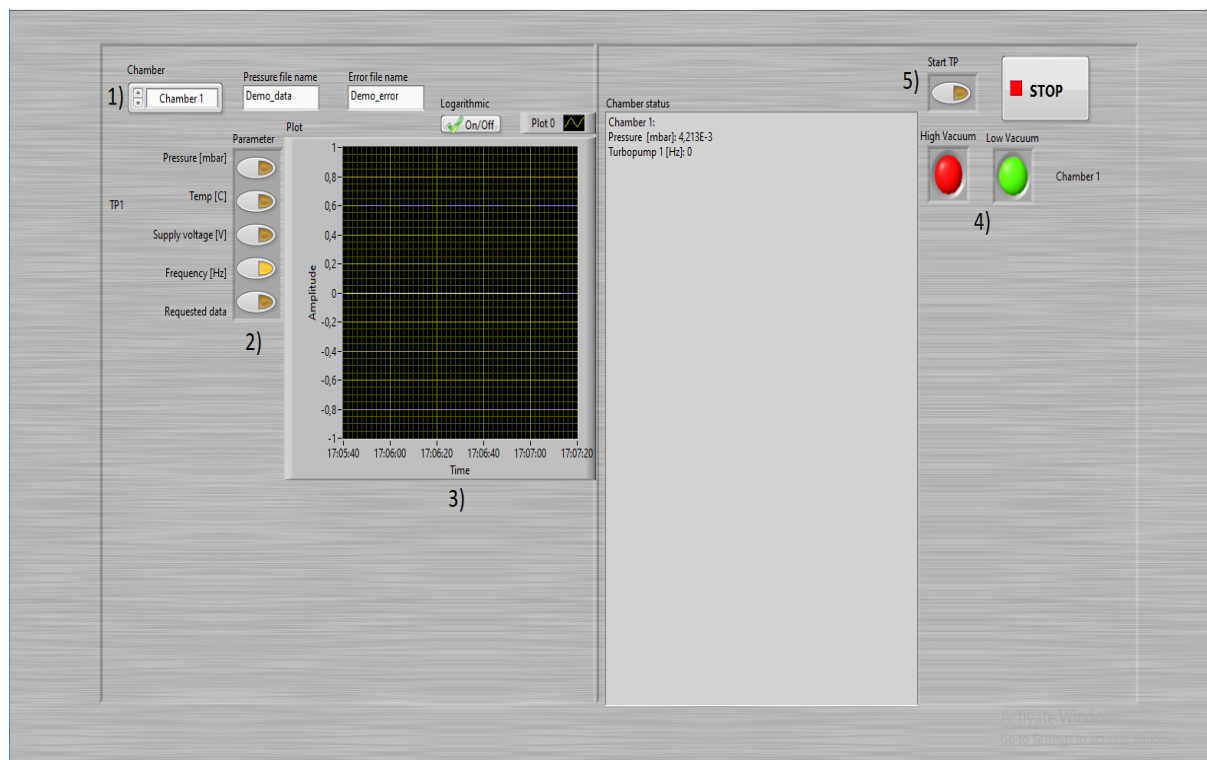 Chamber
1)
Chamber 1
Pressure file name
Demo_data
Error file name
Demo_error
Logarithmic
On/Off
Plot 0
Plot
Parameter
Pressure [mbar]
TP1
Temp [C]
Supply voltage [V]
Frequency [Hz]
Requested data
2)
Amplitude
1
0,8
0,6
0,4
0,2
0
-0,2
-0,4
-0,6
-0,8
-1
17:05:40 17:06:00 17:06:20 17:06:40 17:07:00 17:07:20
Time
3)
Chamber status
Chamber 1:
Pressure [mbar]: 4,213E-3
Turbopump 1 [Hz]: 0
5)
Start TP
STOP
High Vacuum Low Vacuum
Chamber 1
4)
Activate Windows
Go to Settings to activate Windows.